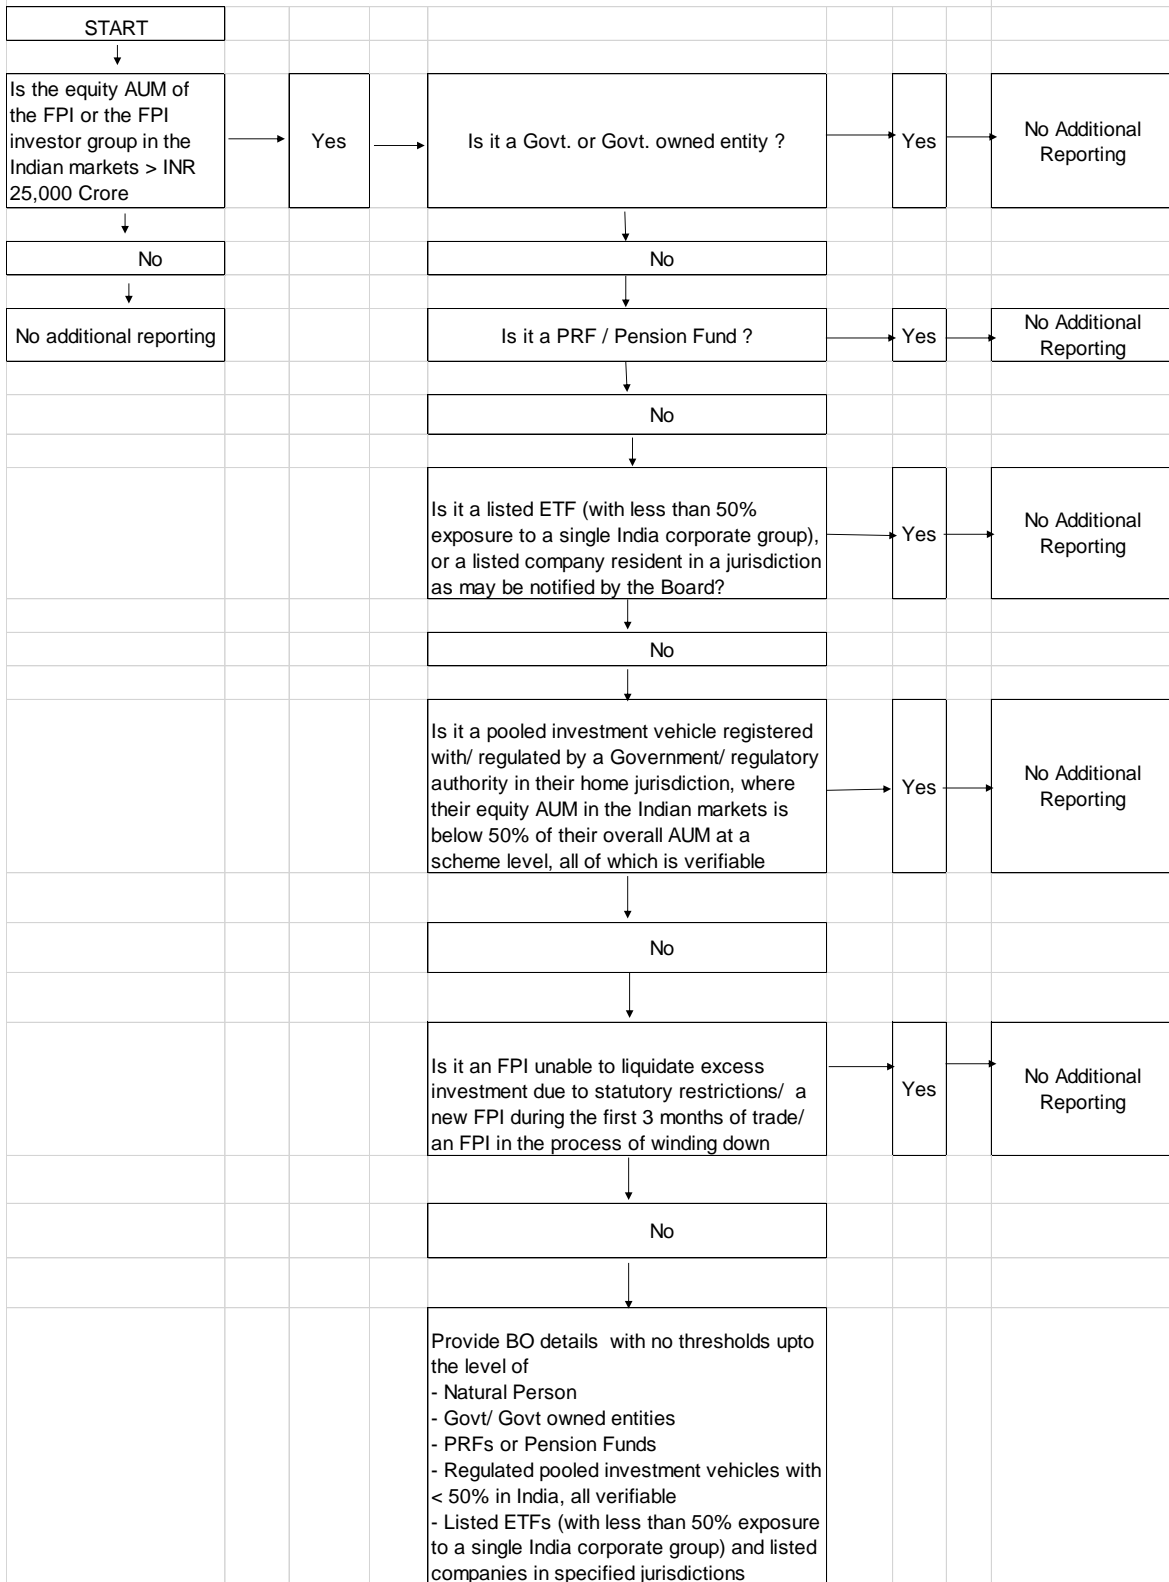 START
Is the equity AUM of
the FPI or the FPI
investor group in the
Indian markets > INR
25,000 Crore
Yes
Is it a Govt. or Govt. owned entity ?
Yes
No Additional
Reporting
No
No
No additional reporting
Is it a PRF / Pension Fund ?
Yes
No Additional
Reporting
No
Is it a listed ETF (with less than 50%
exposure to a single India corporate group),
or a listed company resident in a jurisdiction
as may be notified by the Board?
Yes
No Additional
Reporting
No
Is it a pooled investment vehicle registered
with/ regulated by a Government/ regulatory
authority in their home jurisdiction, where
their equity AUM in the Indian markets is
below 50% of their overall AUM at a
scheme level, all of which is verifiable
Yes
No Additional
Reporting
No
Is it an FPI unable to liquidate excess
investment due to statutory restrictions/ a
new FPI during the first 3 months of trade/
an FPI in the process of winding down
Yes
No Additional
Reporting
No
Provide BO details with no thresholds upto
the level of
- Natural Person
- Govt/ Govt owned entities
- PRFs or Pension Funds
- Regulated pooled investment vehicles with
< 50% in India, all verifiable
- Listed ETFs (with less than 50% exposure
to a single India corporate group) and listed
companies in specified jurisdictions